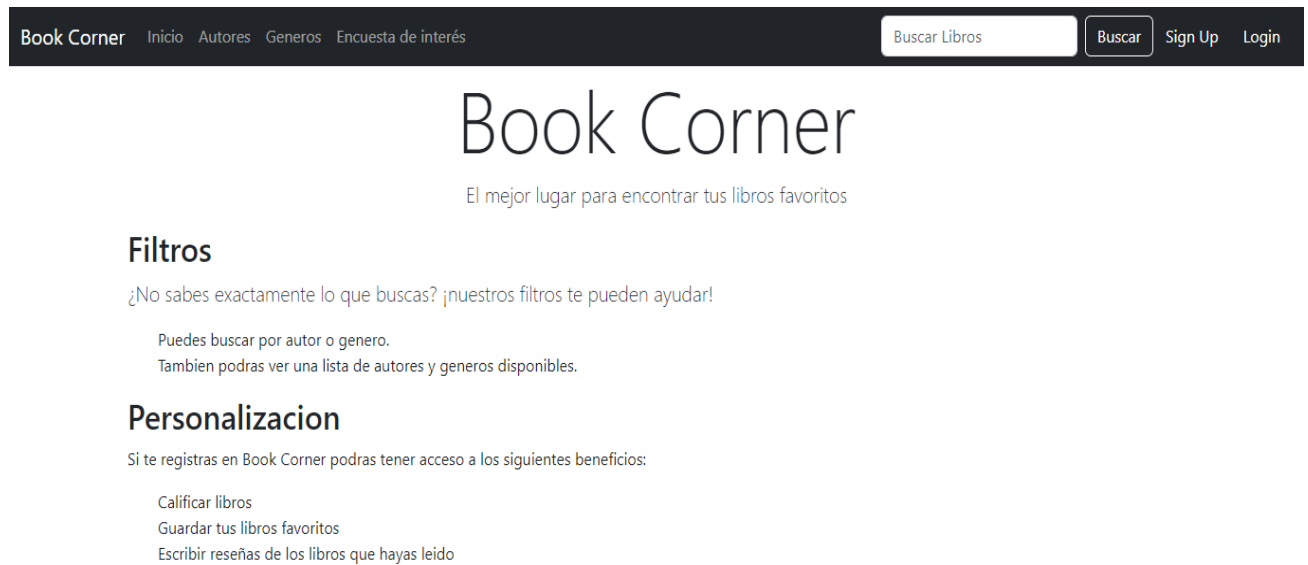 Book Corner Inicio Autores Generos Encuesta de interés Buscar Libros Buscar Sign Up Login
Book Corner
El mejor lugar para encontrar tus libros favoritos
Filtros
¿No sabes exactamente lo que buscas? ¡nuestros filtros te pueden ayudar!
Puedes buscar por autor o genero.
Tambien podras ver una lista de autores y generos disponibles.
Personalizacion
Si te registras en Book Corner podras tener acceso a los siguientes beneficios:
Calificar libros
Guardar tus libros favoritos
Escribir reseñas de los libros que hayas leido